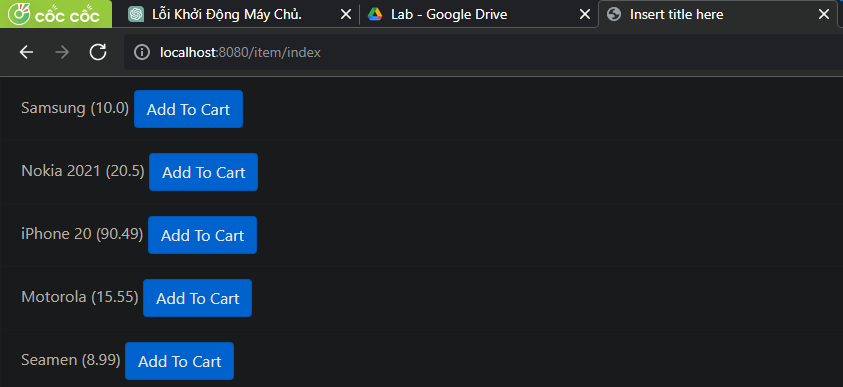 cốc cốc
Lỗi Khởi Động Máy Chủ.
Lab - Google Drive
Insert title here
localhost:8080/item/index
Samsung (10.0) Add To Cart
Nokia 2021 (20.5) Add To Cart
iPhone 20 (90.49) Add To Cart
Motorola (15.55) Add To Cart
Seamen (8.99) Add To Cart